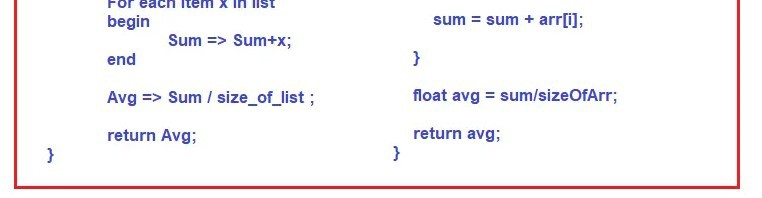 For each item x in list
begin
Sum => Sum+x;
end
Avg => Sum / size_of_list ;
return Avg;
}
sum = sum + arr[i];
}
float avg = sum/sizeOfArr;
return avg;
}